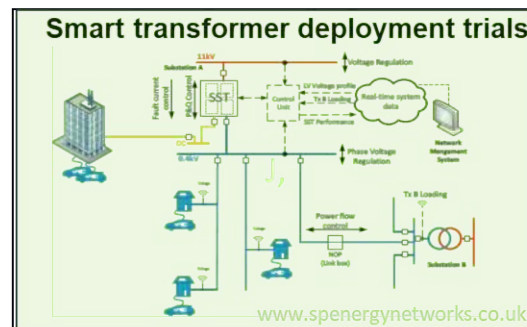 Smart transformer deployment trials
11kV
Substation A
Voltage Regulation
Fault current
control
P&Q Control
SST
Control
Unit
LV Voltage profile
Tx B Loading
SST Performance
Real-time system
data
Network
Mengement
System
DC
0.4kV
Phase Voltage
Regulation
Voltage
Voltage
Voltage
Power flow
control
NOP
(Unit box)
Tx B Loading
Substation B
www.spenergynetworks.co.uk